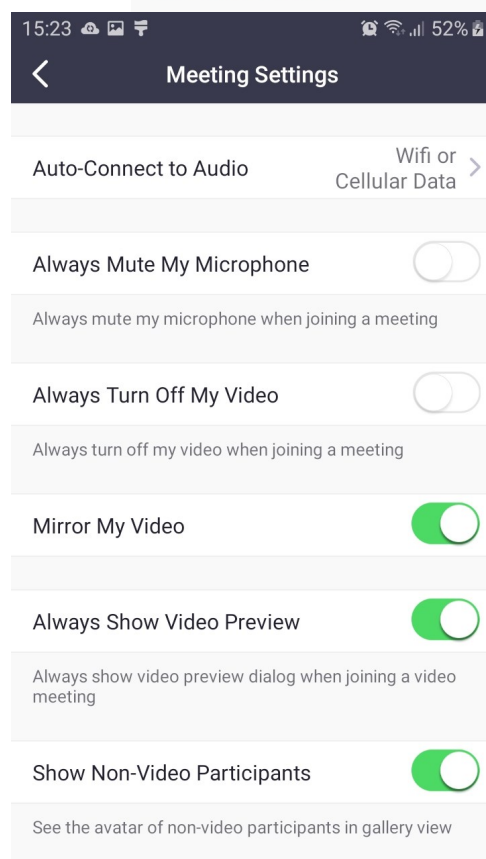 15:23 52%
Meeting Settings
Auto-Connect to Audio
Wifi or
Cellular Data
Always Mute My Microphone
Always mute my microphone when joining a meeting
Always Turn Off My Video
Always turn off my video when joining a meeting
Mirror My Video
Always Show Video Preview
Always show video preview dialog when joining a video
meeting
Show Non-Video Participants
See the avatar of non-video participants in gallery view